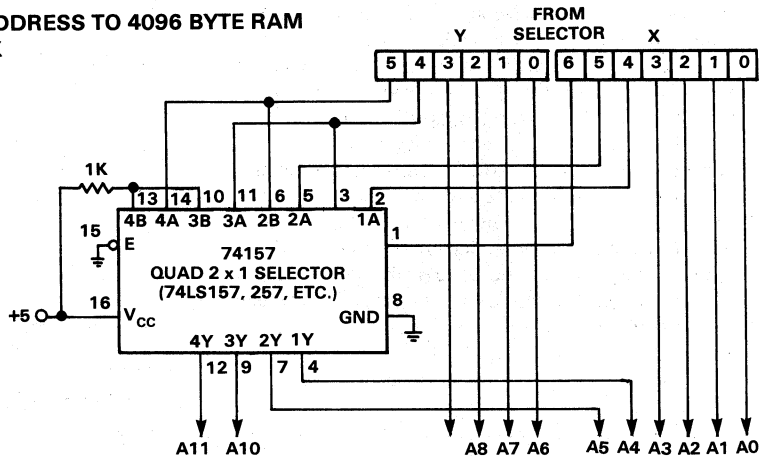 DDRESS TO 4096 BYTE RAM
FROM
Y SELECTOR X
5 4 3 2 1 0 6 5 4 3 2 1 0
1K
13 14 10 11 6 5 3 2
4B 4A 3B 3A 2B 2A 1A
15 E 1
74157
QUAD 2 x 1 SELECTOR
(74LS157, 257, ETC.)
+5 16 VCC GND 8
4Y 3Y 2Y 1Y
12 9 7 4
A11 A10 A8 A7 A6 A5 A4 A3 A2 A1 A0